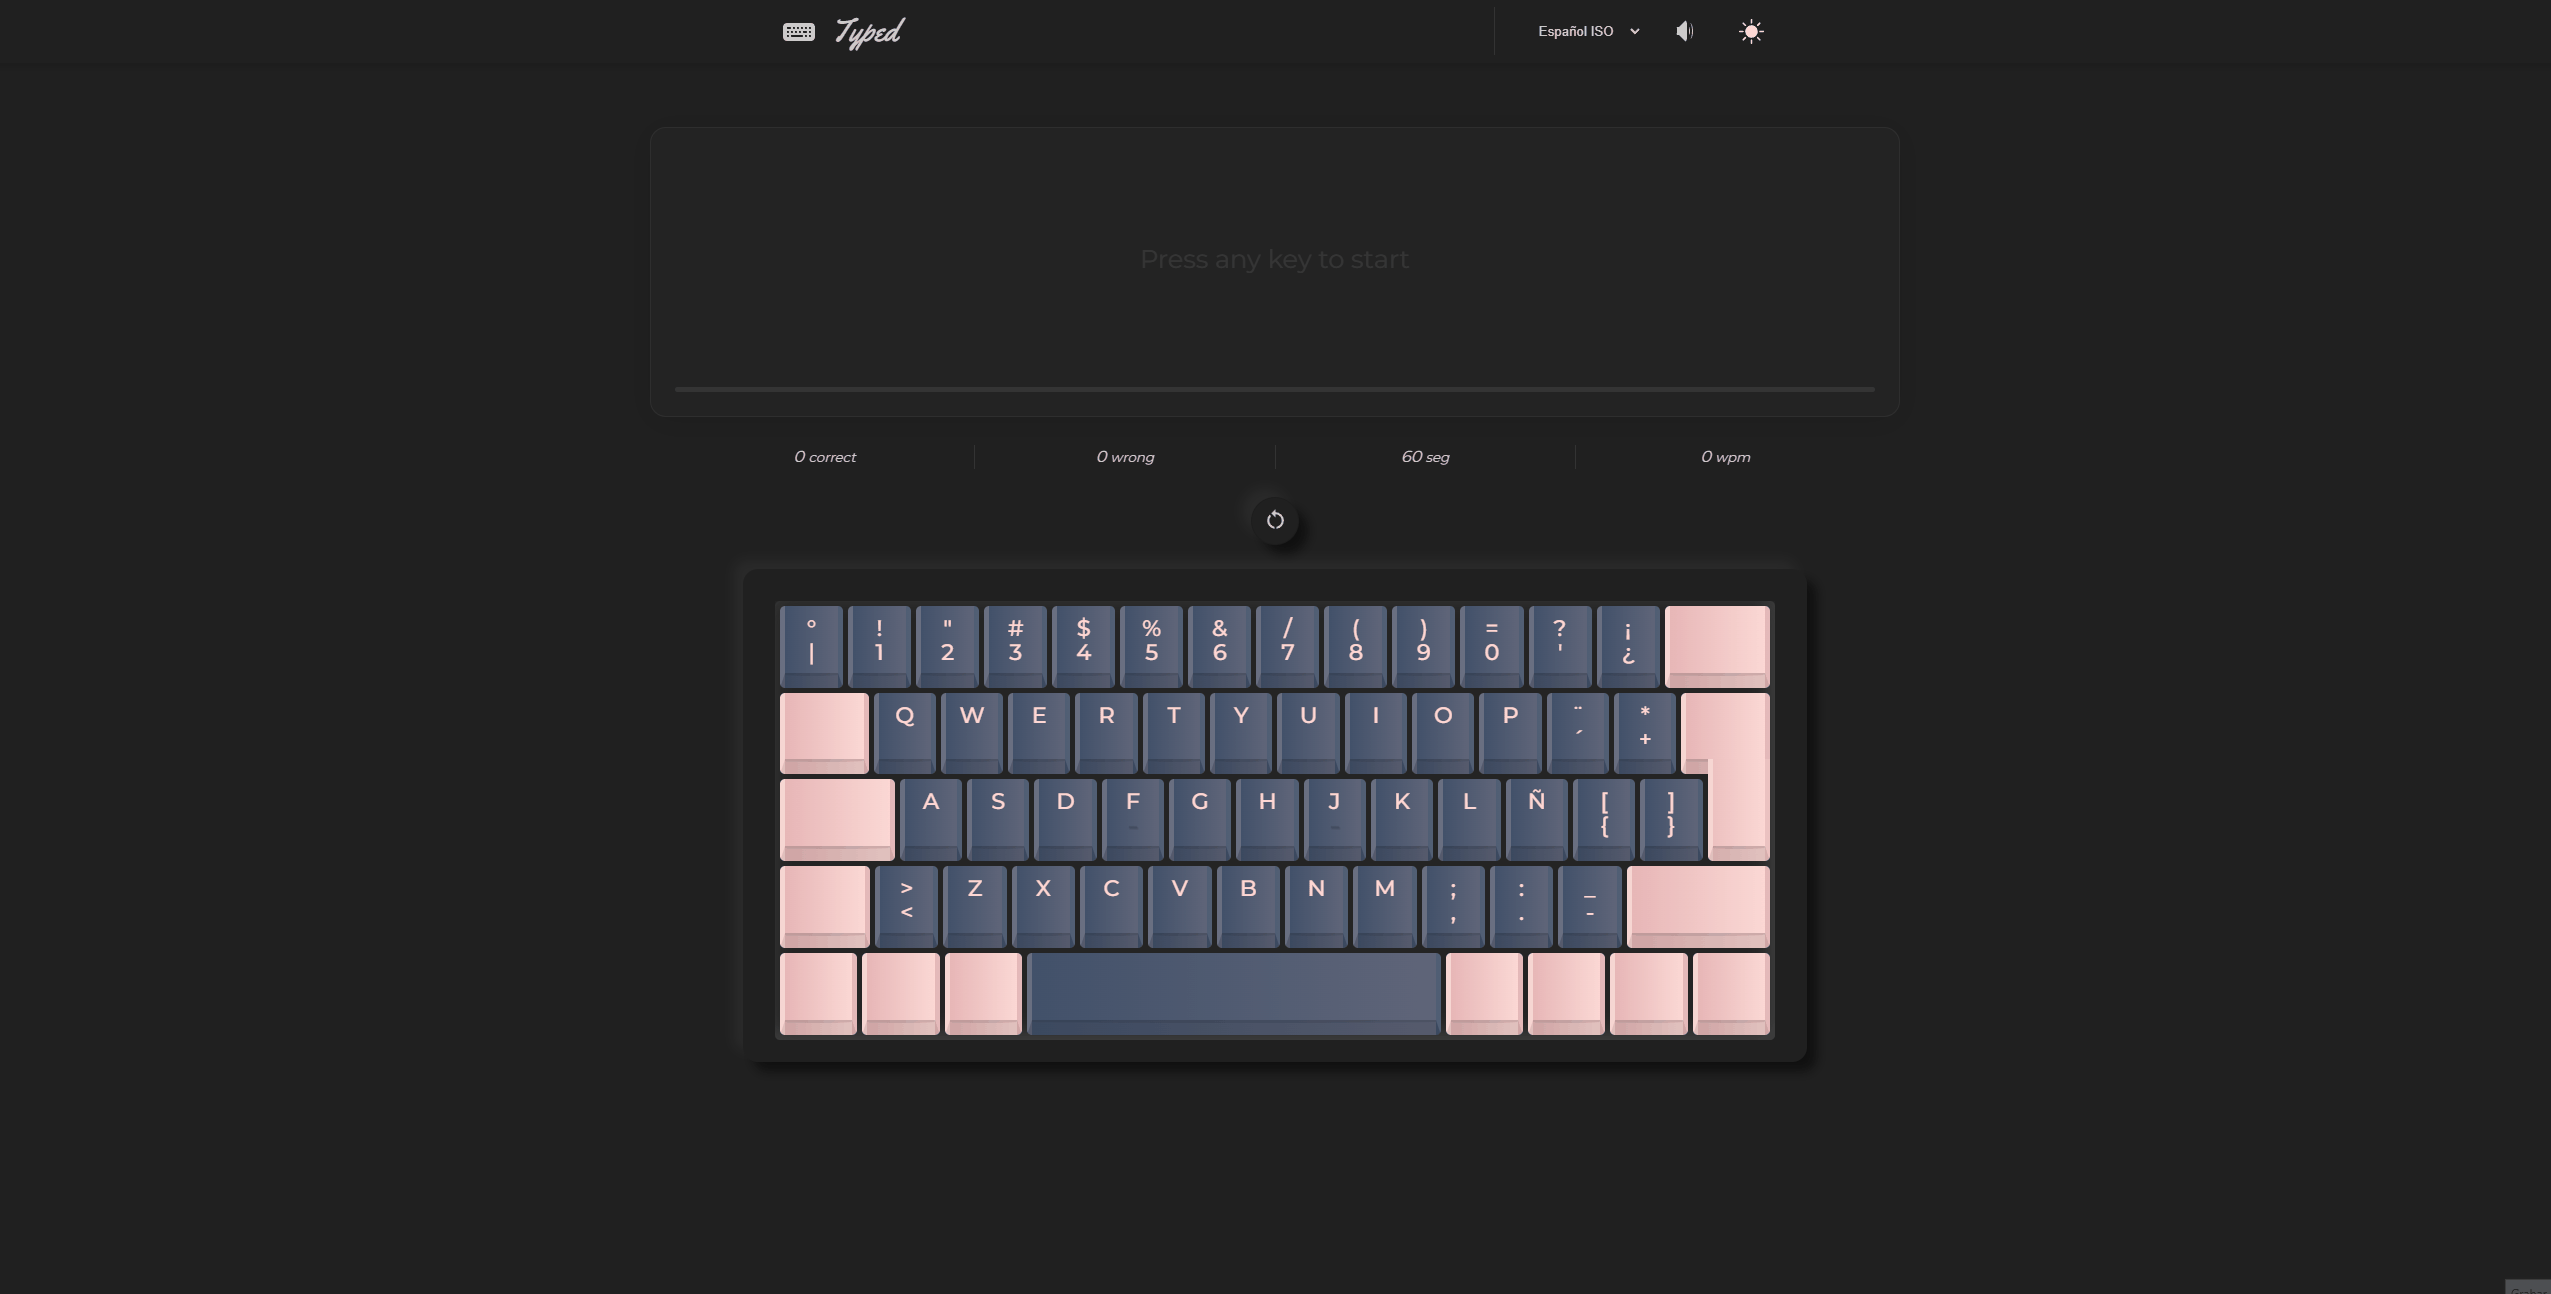 Typed
Español ISO
Press any key to start
0 correct
0 wrong
60 seg
0 wpm
° ! " # $ % & / ( ) = ? ¡
| 1 2 3 4 5 6 7 8 9 0 ' ¿
Q W E R T Y U I O P ¨ *
´ +
A S D F G H J K L Ñ [ ]
{ }
> Z X C V B N M ; : _
< , . -